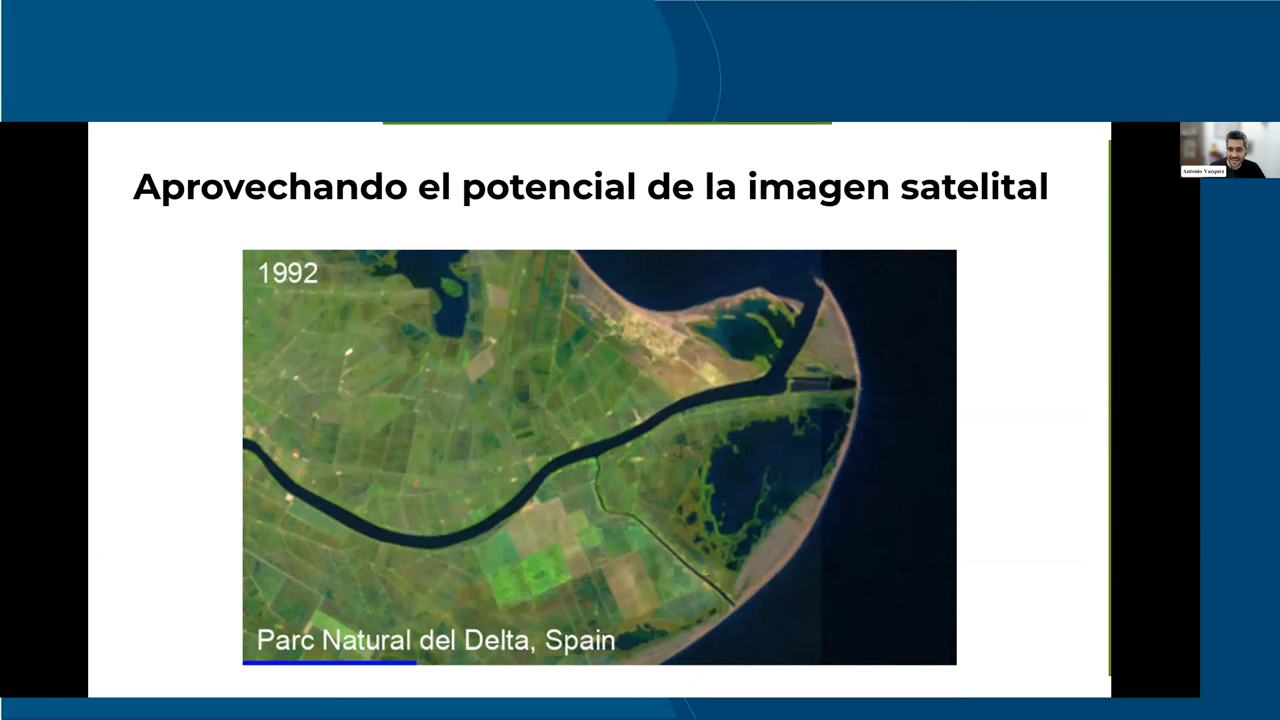 Aprovechando el potencial de la imagen satelital
Antonio Vazquez
1992
Parc Natural del Delta, Spain